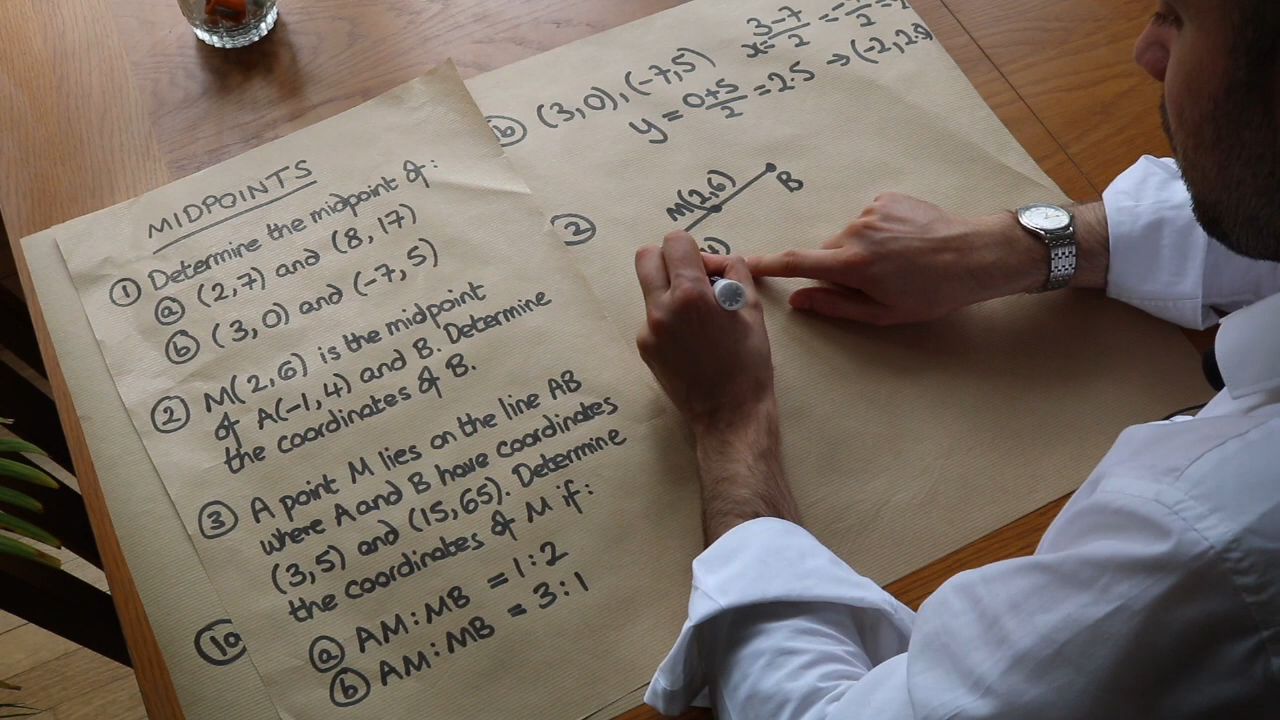 MIDPOINTS
① Determine the midpoint of:
ⓐ (2,7) and (8,17)
ⓑ (3,0) and (-7,5)
② M(2,6) is the midpoint
of A(-1,4) and B. Determine
the coordinates of B.
③ A point M lies on the line AB
where A and B have coordinates
(3,5) and (15,65). Determine
the coordinates of M if:
ⓐ AM:MB = 1:2
ⓑ AM:MB = 3:1
1a
ⓑ (3,0), (-7,5)
x = 3-7/2 =
y = 0+5/2 = 2.5 → (-2,2.5)
②
M(2,6)
B